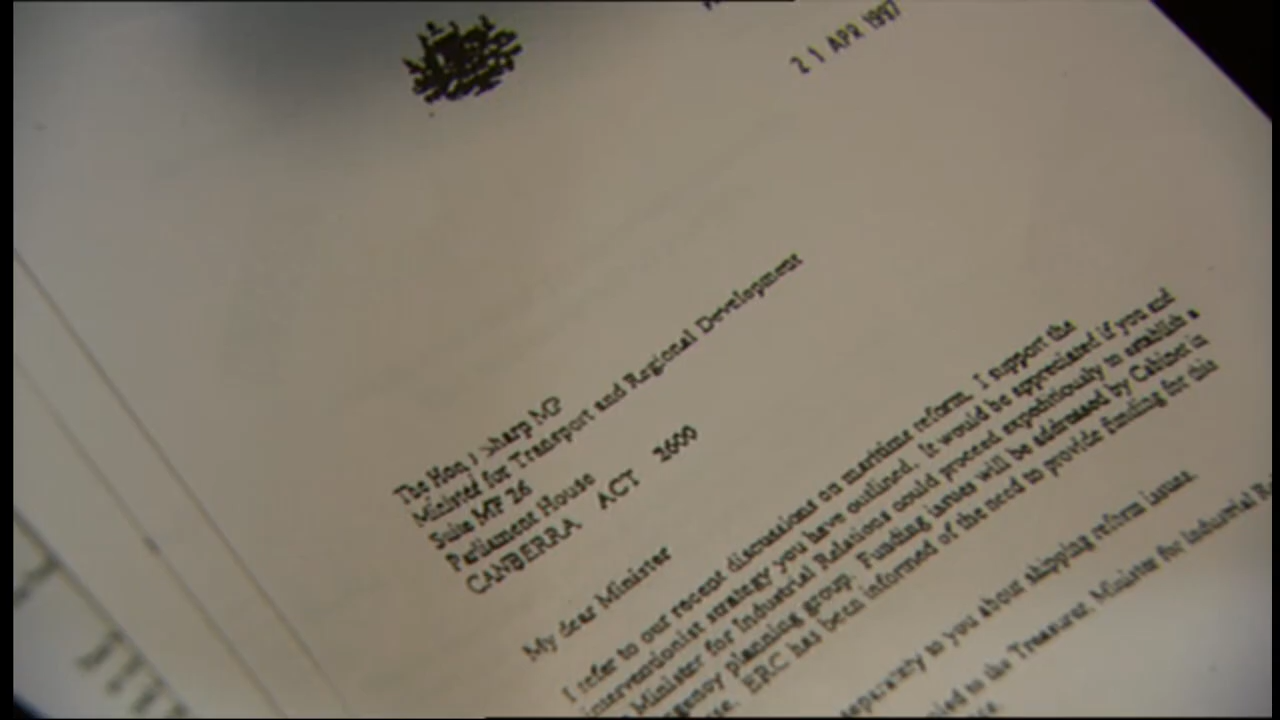 21 APR 1997
The Hon J Sharp MP
Minister for Transport and Regional Development
Suite MF 26
Parliament House
CANBERRA ACT 2600
My dear Minister
I refer to our recent discussions on maritime reform. I support the
interventionist strategy you have outlined. It would be appreciated if you and
Minister for Industrial Relations could proceed expeditiously to establish a
agency planning group. Funding issues will be addressed by Cabinet in
ERC has been informed of the need to provide funding for this
separately to you about shipping reform issues.
to the Treasurer, Minister for Industrial